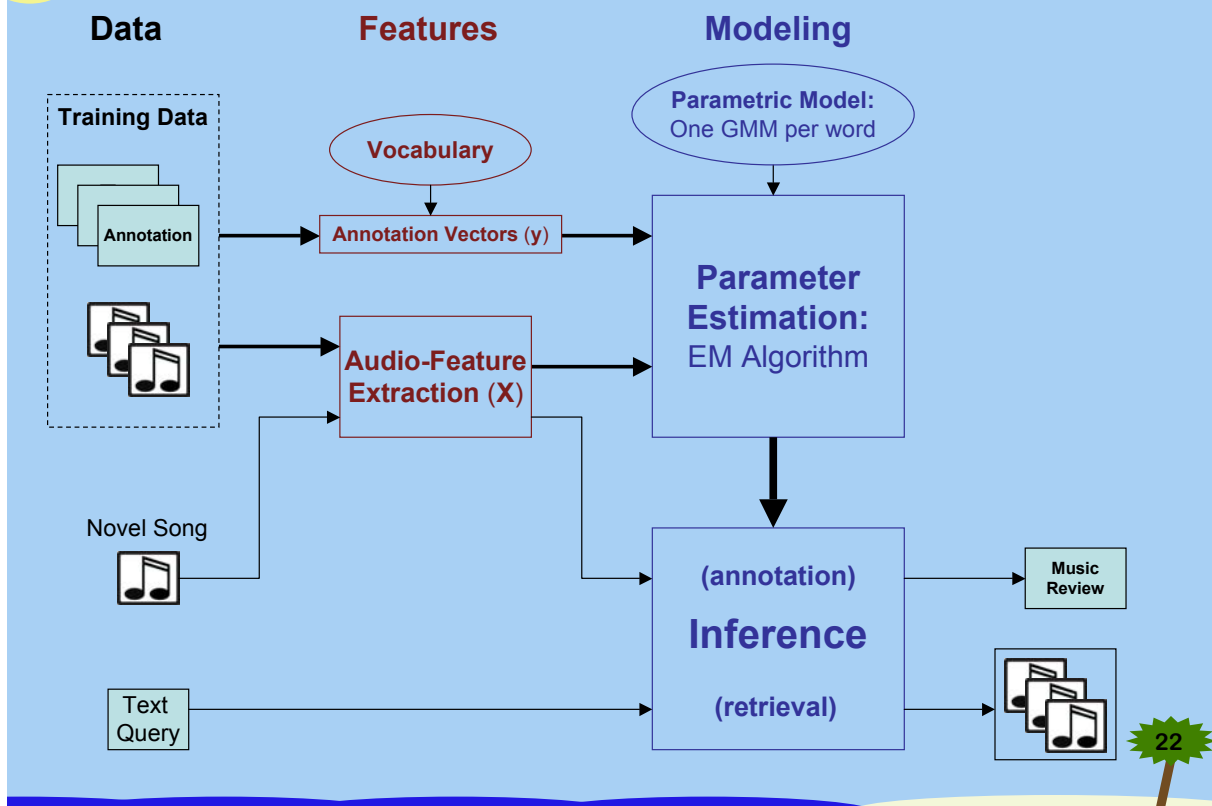 Data
Features
Modeling
Training Data
Annotation
Vocabulary
Annotation Vectors (y)
Parametric Model:
One GMM per word
Audio-Feature
Extraction (X)
Parameter
Estimation:
EM Algorithm
Novel Song
Text
Query
(annotation)
Inference
(retrieval)
Music
Review
22